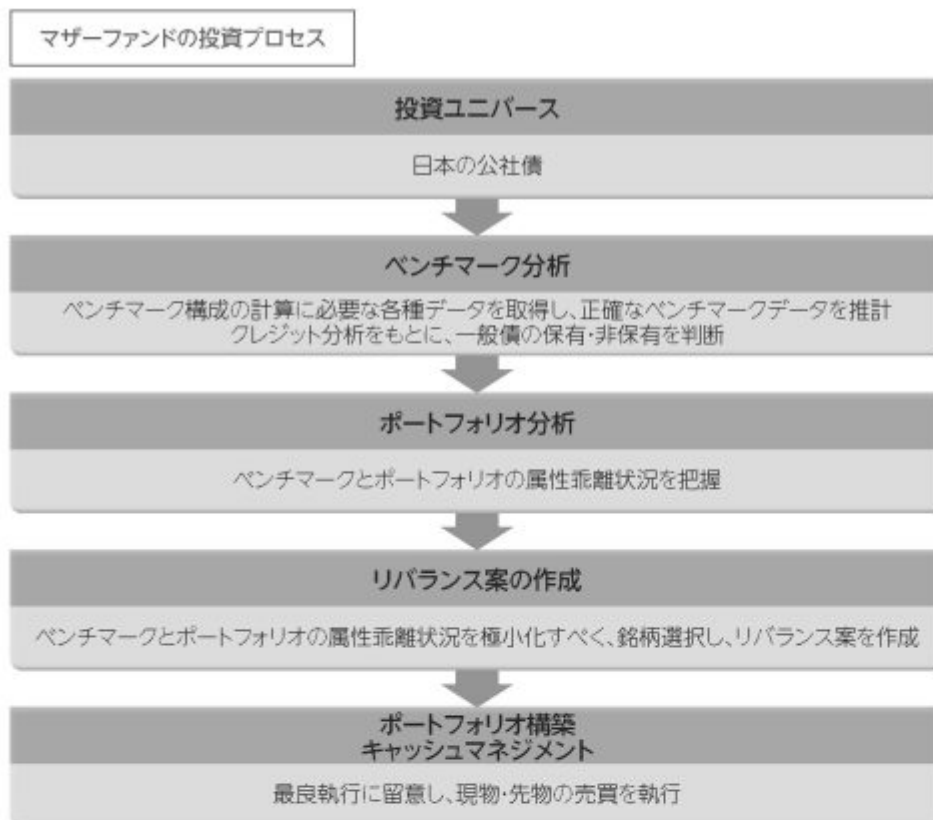 マザーファンドの投資プロセス
投資ユニバース
日本の公社債
ベンチマーク分析
ベンチマーク構成の計算に必要な各種データを取得し、正確なベンチマークデータを推計
クレジット分析をもとに、一般債の保有・非保有を判断
ポートフォリオ分析
ベンチマークとポートフォリオの属性乖離状況を把握
リバランス案の作成
ベンチマークとポートフォリオの属性乖離状況を極小化すべく、銘柄選択し、リバランス案を作成
ポートフォリオ構築
キャッシュマネジメント
最良執行に留意し、現物・先物の売買を執行